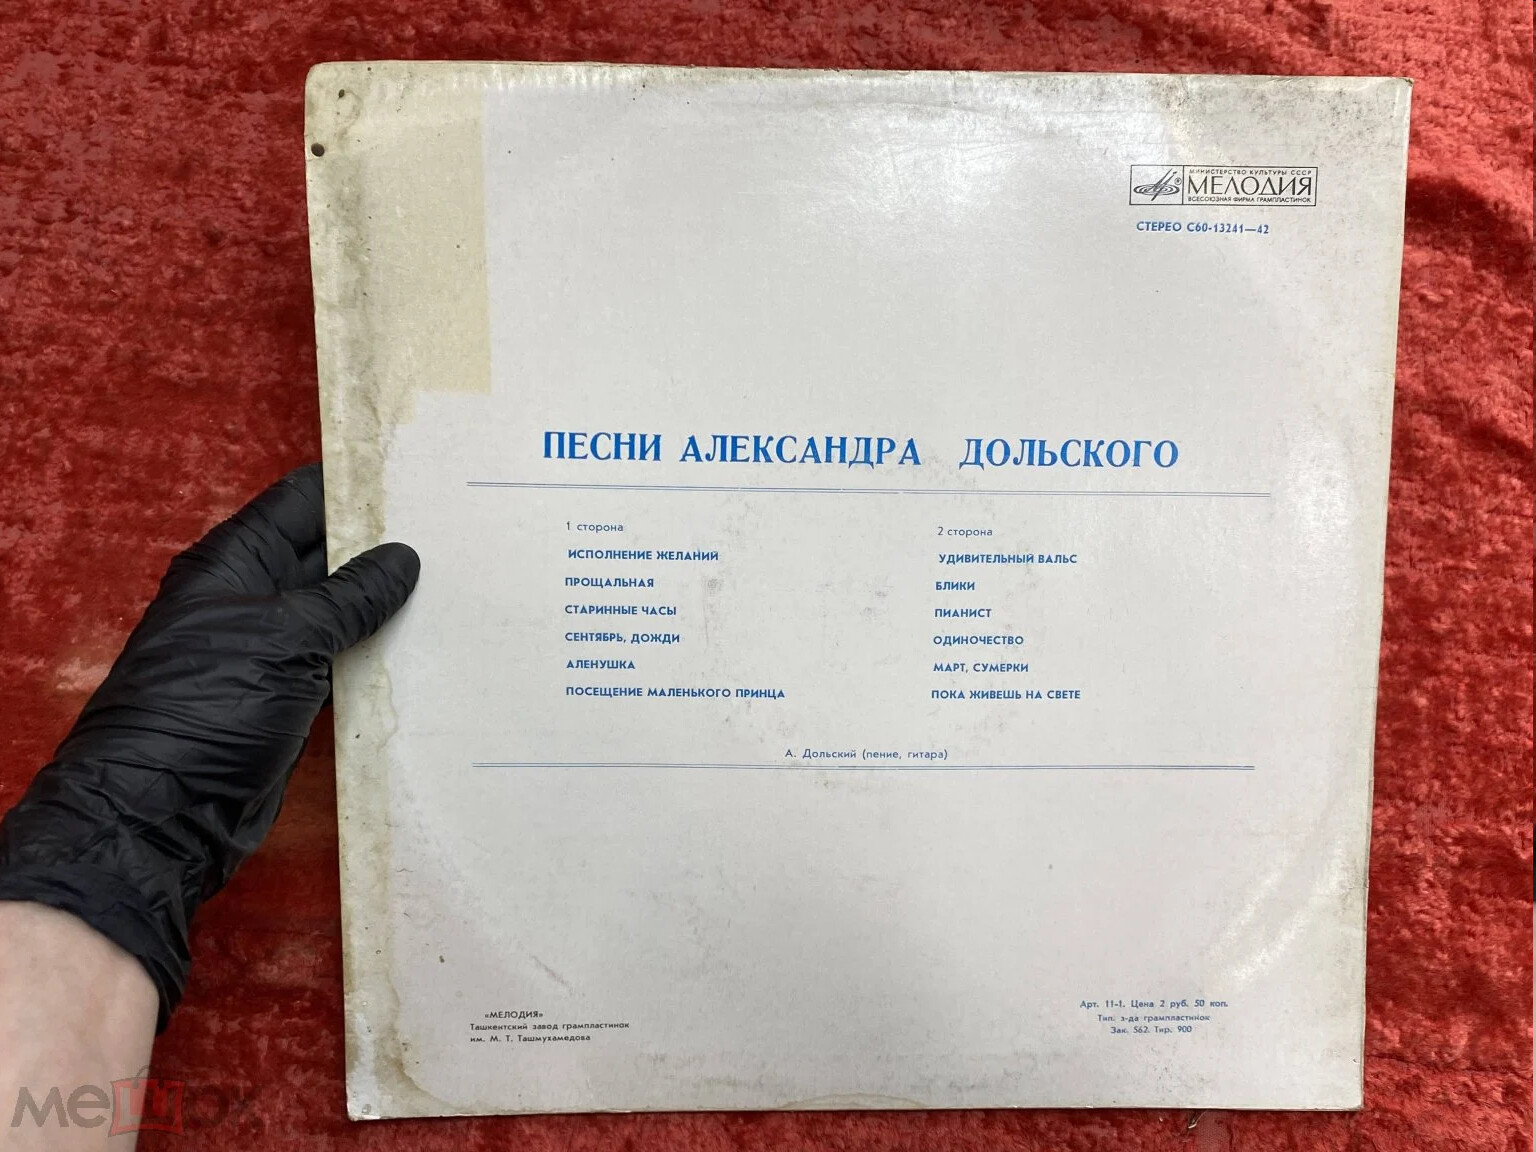 МИНИСТЕРСТВО КУЛЬТУРЫ СССР
МЕЛОДИЯ
ВСЕСОЮЗНАЯ ФИРМА ГРАМПЛАСТИНОК
СТЕРЕО С60-13241—42
ПЕСНИ АЛЕКСАНДРА ДОЛЬСКОГО
1 сторона
ИСПОЛНЕНИЕ ЖЕЛАНИЙ
ПРОЩАЛЬНАЯ
СТАРИННЫЕ ЧАСЫ
СЕНТЯБРЬ, ДОЖДИ
АЛЕНУШКА
ПОСЕЩЕНИЕ МАЛЕНЬКОГО ПРИНЦА
2 сторона
УДИВИТЕЛЬНЫЙ ВАЛЬС
БЛИКИ
ПИАНИСТ
ОДИНОЧЕСТВО
МАРТ, СУМЕРКИ
ПОКА ЖИВЕШЬ НА СВЕТЕ
А. Дольский (пение, гитара)
«МЕЛОДИЯ»
Ташкентский завод грампластинок
им. М. Т. Ташмухамедова
Арт. 11-1. Цена 2 руб. 50 коп.
Тип. з-да грампластинок
Зак. 562. Тир. 900
мешок